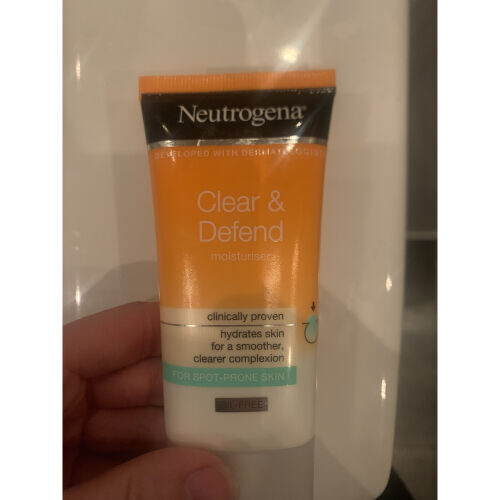 Neutrogena®
DEVELOPED WITH DERMATOLOGISTS
Clear &
Defend
moisturiser
clinically proven
hydrates skin
for a smoother,
clearer complexion
FOR SPOT-PRONE SKIN
OIL-FREE